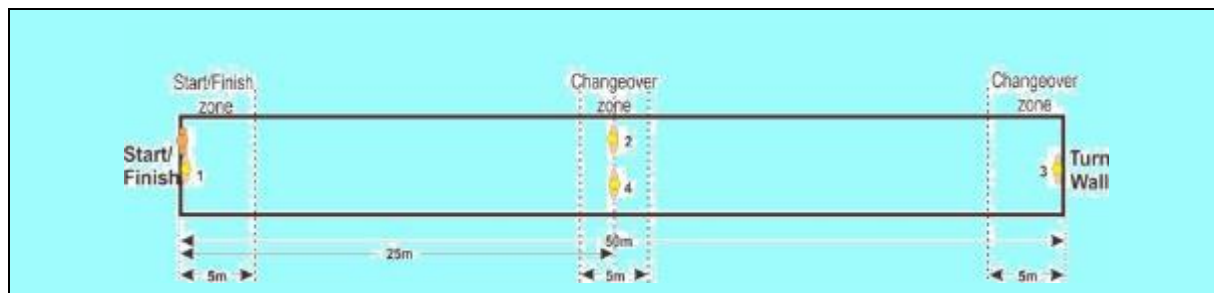 Start/Finish
zone
Changeover
zone
Changeover
zone
Start/
Finish
1
2
4
3
Turn
Wall
50m
25m
5m
5m
5m